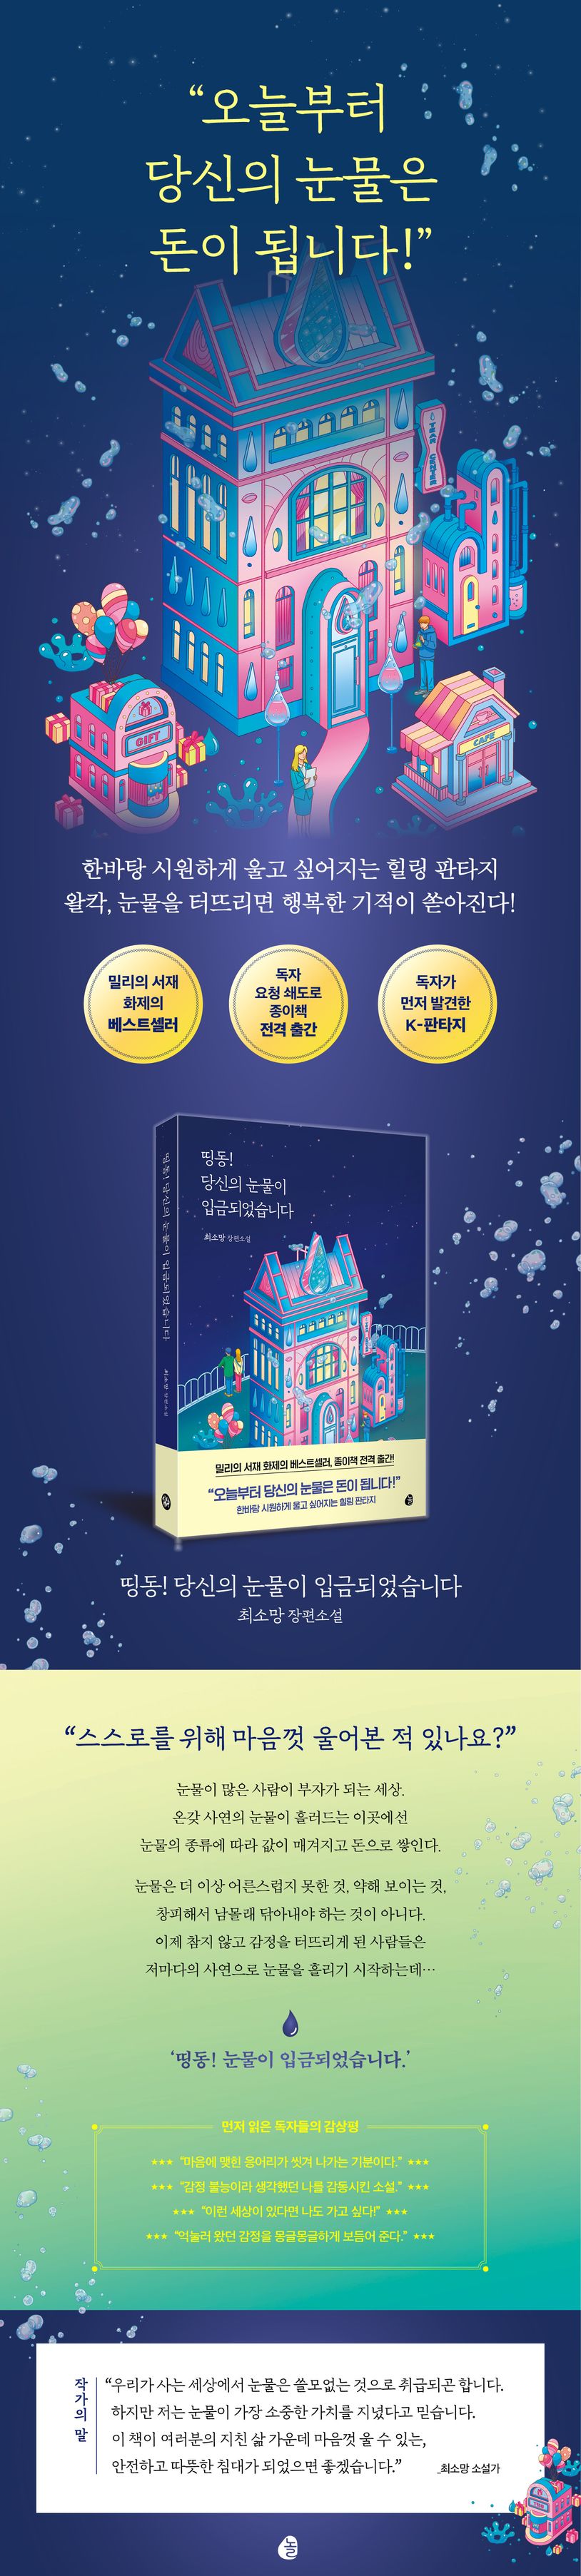 “오늘부터
당신의 눈물은
돈이 됩니다!”
TEAR CENTER
GIFT
CAFE
한바탕 시원하게 울고 싶어지는 힐링 판타지
왈칵, 눈물을 터뜨리면 행복한 기적이 쏟아진다!
밀리의 서재
화제의
베스트셀러
독자
요청 쇄도로
종이책
전격 출간
독자가
먼저 발견한
K-판타지
띵동! 당신의 눈물이 입금되었습니다
최소망 장편소설
띵동!
당신의 눈물이
입금되었습니다
최소망 장편소설
밀리의 서재 화제의 베스트셀러, 종이책 전격 출간!
“오늘부터 당신의 눈물은 돈이 됩니다!”
한바탕 시원하게 울고 싶어지는 힐링 판타지
놀
띵동! 당신의 눈물이 입금되었습니다
최소망 장편소설
“스스로를 위해 마음껏 울어본 적 있나요?”
눈물이 많은 사람이 부자가 되는 세상.
온갖 사연의 눈물이 흘러드는 이곳에선
눈물의 종류에 따라 값이 매겨지고 돈으로 쌓인다.
눈물은 더 이상 어른스럽지 못한 것, 약해 보이는 것,
창피해서 남몰래 닦아내야 하는 것이 아니다.
이제 참지 않고 감정을 터뜨리게 된 사람들은
저마다의 사연으로 눈물을 흘리기 시작하는데…
‘띵동! 눈물이 입금되었습니다.’
먼저 읽은 독자들의 감상평
★★★ “마음에 맺힌 응어리가 씻겨 나가는 기분이다.” ★★★
★★★ “감정 불능이라 생각했던 나를 감동시킨 소설.” ★★★
★★★ “이런 세상이 있다면 나도 가고 싶다!” ★★★
★★★ “억눌러 왔던 감정을 몽글몽글하게 보듬어 준다.” ★★★
작가의 말
“우리가 사는 세상에서 눈물은 쓸모없는 것으로 취급되곤 합니다.
하지만 저는 눈물이 가장 소중한 가치를 지녔다고 믿습니다.
이 책이 여러분의 지친 삶 가운데 마음껏 울 수 있는,
안전하고 따뜻한 침대가 되었으면 좋겠습니다.”
_최소망 소설가
놀